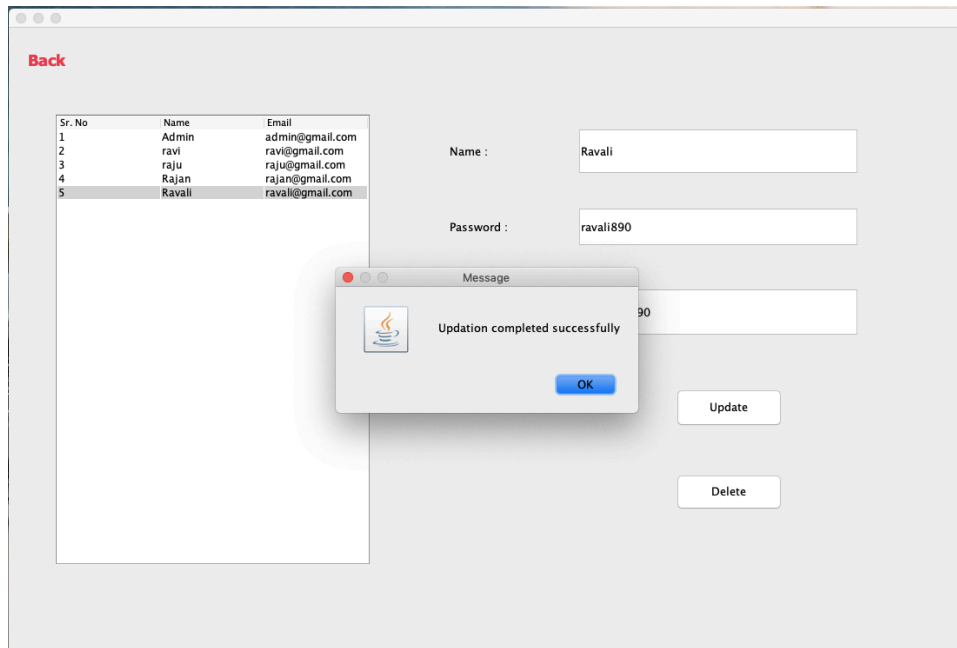 Back
Sr. No Name Email
1 Admin admin@gmail.com
2 ravi ravi@gmail.com
3 raju raju@gmail.com
4 Rajan rajan@gmail.com
5 Ravali ravali@gmail.com
Name : Ravali
Password : ravali890
Message
Updation completed successfully
OK
90
Update
Delete